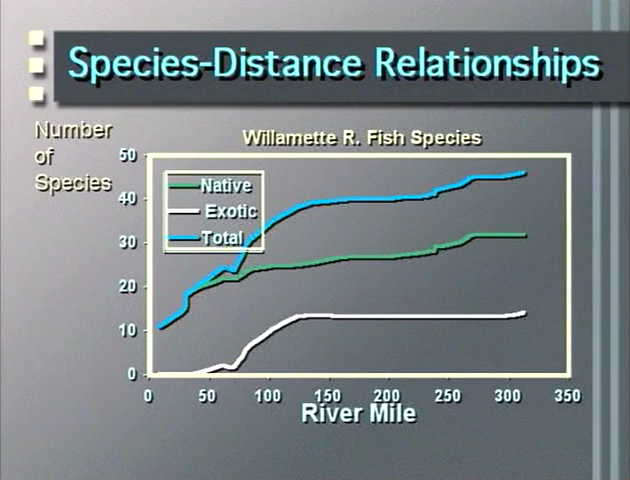 Species-Distance Relationships
Number
of
Species
Willamette R. Fish Species
50
40
30
20
10
0
Native
Exotic
Total
0 50 100 150 200 250 300 350
River Mile